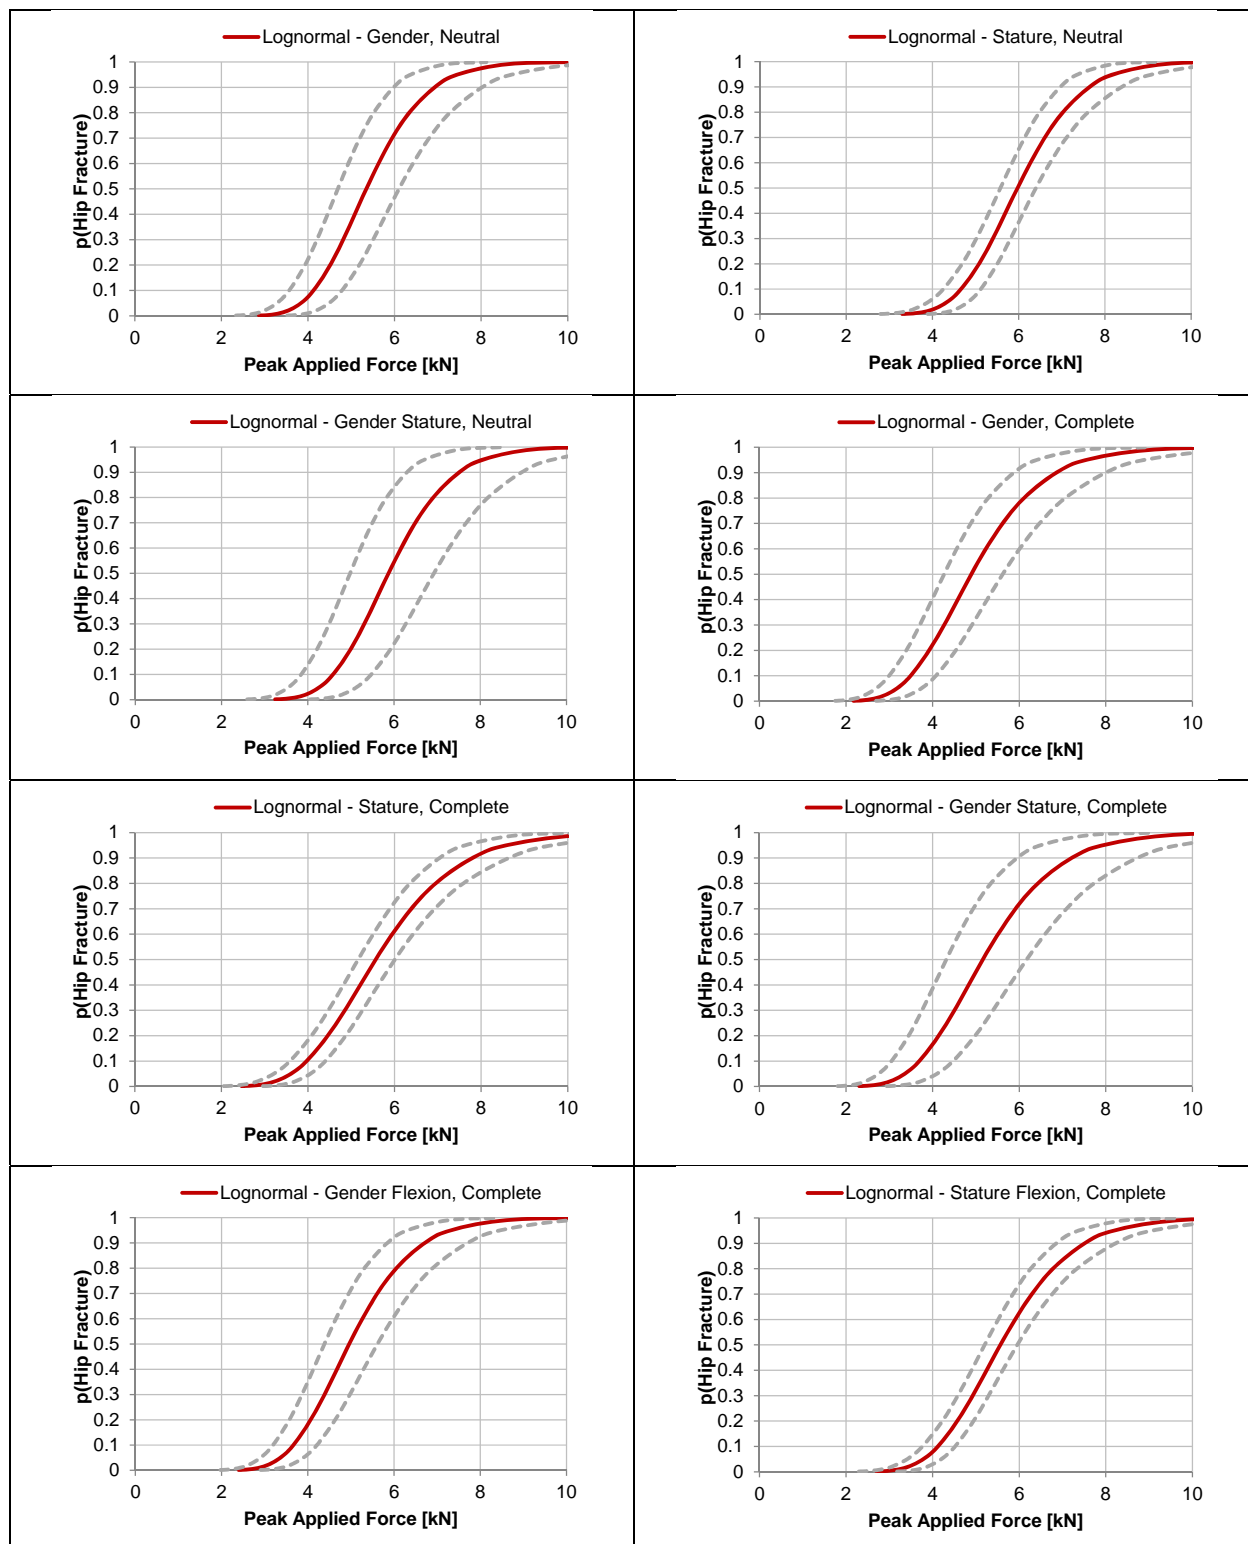 Lognormal - Gender, Neutral
p(Hip Fracture)
1
0.9
0.8
0.7
0.6
0.5
0.4
0.3
0.2
0.1
0
0 2 4 6 8 10
Peak Applied Force [kN]
Lognormal - Stature, Neutral
p(Hip Fracture)
1
0.9
0.8
0.7
0.6
0.5
0.4
0.3
0.2
0.1
0
0 2 4 6 8 10
Peak Applied Force [kN]
Lognormal - Gender Stature, Neutral
p(Hip Fracture)
1
0.9
0.8
0.7
0.6
0.5
0.4
0.3
0.2
0.1
0
0 2 4 6 8 10
Peak Applied Force [kN]
Lognormal - Gender, Complete
p(Hip Fracture)
1
0.9
0.8
0.7
0.6
0.5
0.4
0.3
0.2
0.1
0
0 2 4 6 8 10
Peak Applied Force [kN]
Lognormal - Stature, Complete
p(Hip Fracture)
1
0.9
0.8
0.7
0.6
0.5
0.4
0.3
0.2
0.1
0
0 2 4 6 8 10
Peak Applied Force [kN]
Lognormal - Gender Stature, Complete
p(Hip Fracture)
1
0.9
0.8
0.7
0.6
0.5
0.4
0.3
0.2
0.1
0
0 2 4 6 8 10
Peak Applied Force [kN]
Lognormal - Gender Flexion, Complete
p(Hip Fracture)
1
0.9
0.8
0.7
0.6
0.5
0.4
0.3
0.2
0.1
0
0 2 4 6 8 10
Peak Applied Force [kN]
Lognormal - Stature Flexion, Complete
p(Hip Fracture)
1
0.9
0.8
0.7
0.6
0.5
0.4
0.3
0.2
0.1
0
0 2 4 6 8 10
Peak Applied Force [kN]